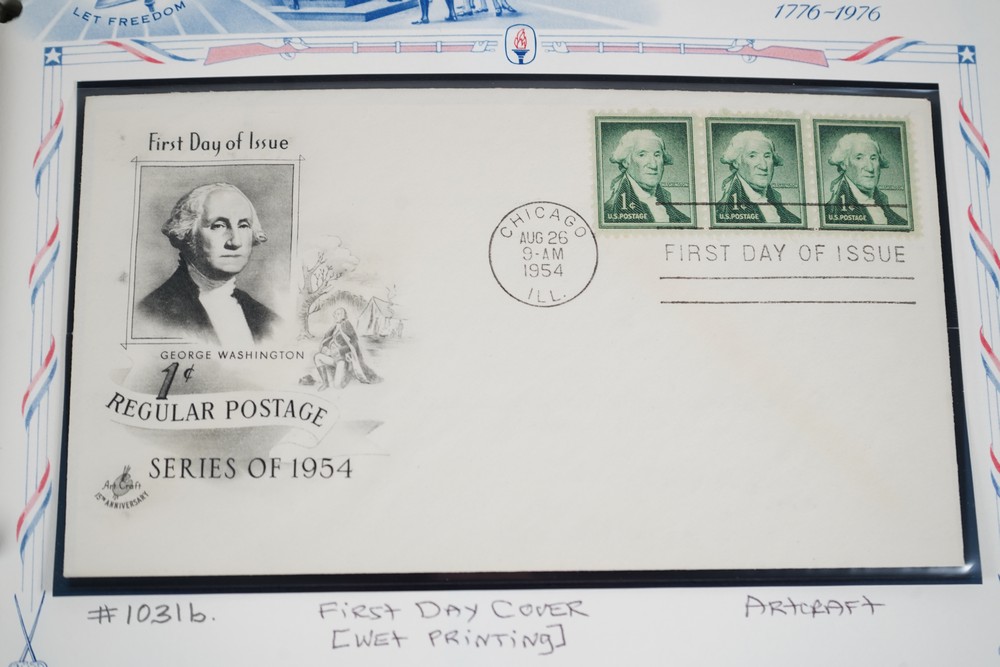 LET FREEDOM
1776-1976
First Day of Issue
GEORGE WASHINGTON
1¢
REGULAR POSTAGE
SERIES OF 1954
Art Craft
15TH ANNIVERSARY
CHICAGO
AUG 26
9-AM
1954
ILL.
1¢
U.S. POSTAGE
1¢
U.S. POSTAGE
1¢
U.S. POSTAGE
FIRST DAY OF ISSUE
#1031b.
FIRST DAY COVER
[WET PRINTING]
ARTCRAFT